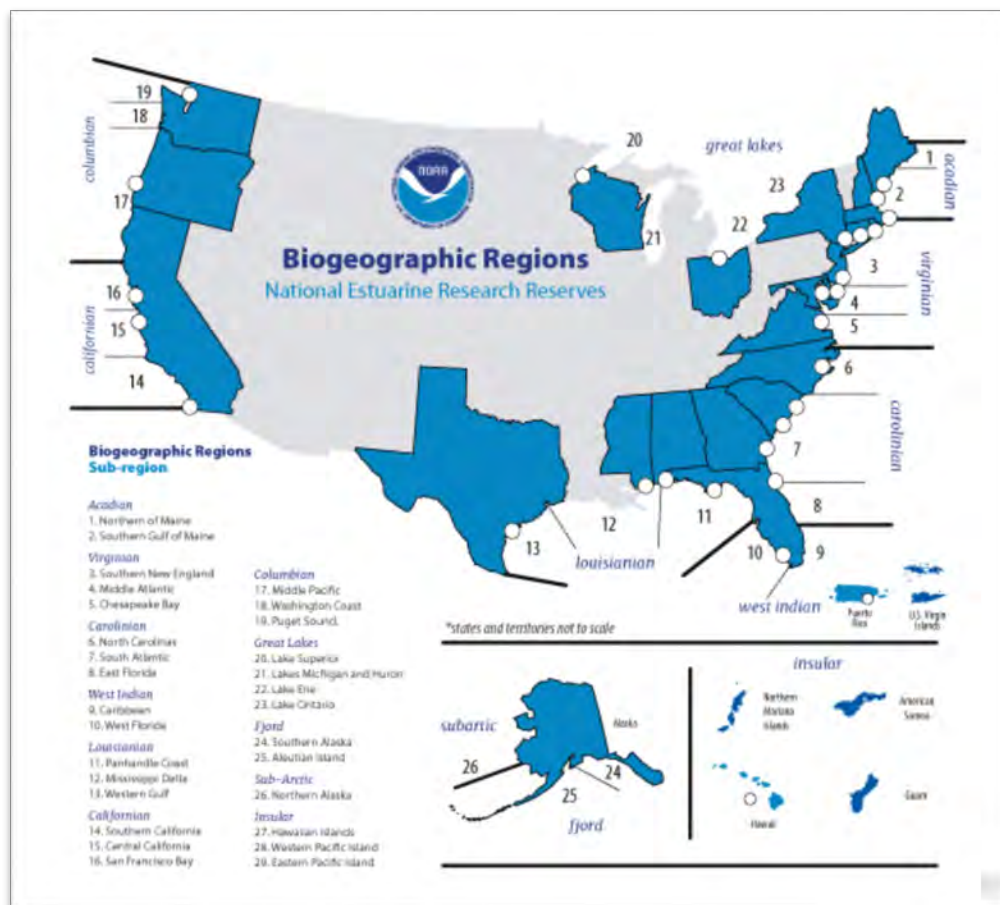 19
18
columbian
17
16
15
californian
14
20
great lakes
23
22
21
1
acadian
2
3
virginian
4
5
6
carolinian
7
8
9
10
11
12
13
louisianian
west indian
NOAA
Biogeographic Regions
National Estuarine Research Reserves
Puerto Rico
U.S. Virgin Islands
*states and territories not to scale
Biogeographic Regions
Sub-region
Acadian
1. Northern of Maine
2. Southern Gulf of Maine
Virginian
3. Southern New England
4. Middle Atlantic
5. Chesapeake Bay
Carolinian
6. North Carolinas
7. South Atlantic
8. East Florida
West Indian
9. Caribbean
10. West Florida
Louisianian
11. Panhandle Coast
12. Mississippi Delta
13. Western Gulf
Californian
14. Southern California
15. Central California
16. San Francisco Bay
Columbian
17. Middle Pacific
18. Washington Coast
19. Puget Sound.
Great Lakes
20. Lake Superior
21. Lakes Michigan and Huron
22. Lake Erie
23. Lake Ontario
Fjord
24. Southern Alaska
25. Aleutian Island
Sub-Arctic
26. Northern Alaska
Insular
27. Hawaiian Islands
28. Western Pacific Island
29. Eastern Pacific Island
subartic
Alaska
26
24
25
fjord
insular
Northern
Mariana
Islands
American
Samoa
Hawaii
Guam